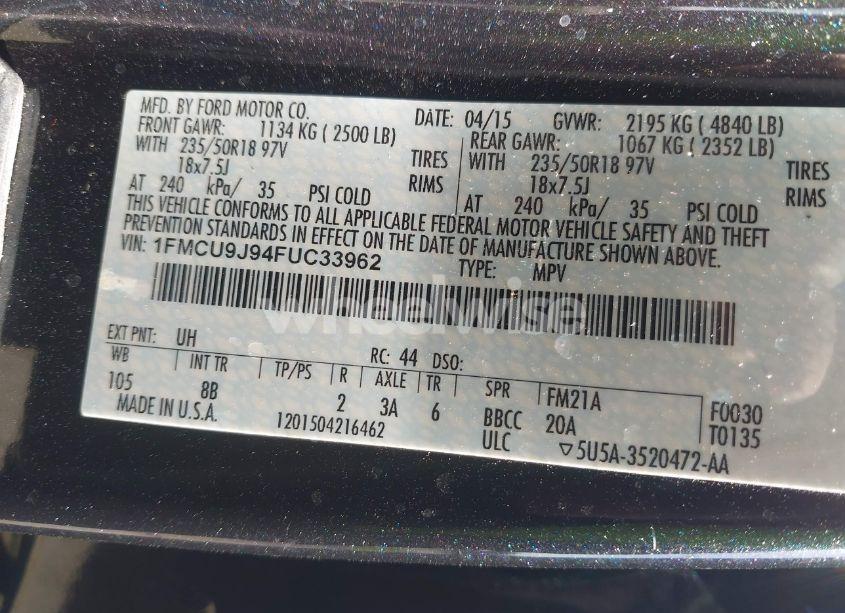 MFD. BY FORD MOTOR CO. DATE: 04/15 GVWR: 2195 KG ( 4840 LB)
FRONT GAWR: 1134 KG ( 2500 LB) REAR GAWR: 1067 KG ( 2352 LB)
WITH 235/50R18 97V TIRES WITH 235/50R18 97V TIRES
18x7.5J RIMS 18x7.5J RIMS
AT 240 kPa/ 35 PSI COLD AT 240 kPa/ 35 PSI COLD
THIS VEHICLE CONFORMS TO ALL APPLICABLE FEDERAL MOTOR VEHICLE SAFETY AND THEFT
PREVENTION STANDARDS IN EFFECT ON THE DATE OF MANUFACTURE SHOWN ABOVE.
VIN: 1FMCU9J94FUC33962 TYPE: MPV
wheelwise
EXT PNT: UH RC: 44 DSO:
WB INT TR TP/PS R AXLE TR SPR FM21A F0030
105 8B 2 3A 6 BBCC 20A T0135
MADE IN U.S.A. 1201504216462 ULC ▽5U5A-3520472-AA